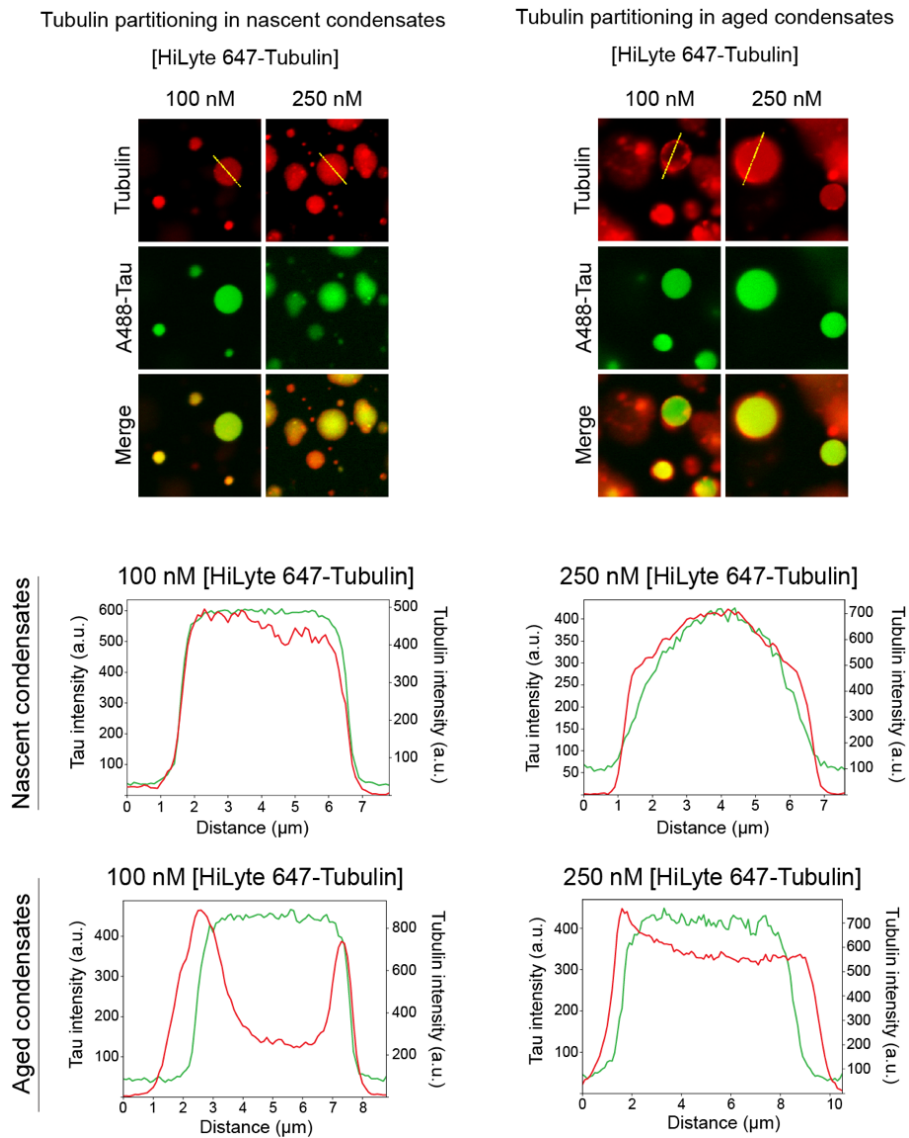 Tubulin partitioning in nascent condensates
[HiLyte 647-Tubulin]
100 nM 250 nM
Tubulin
A488-Tau
Merge
Tubulin partitioning in aged condensates
[HiLyte 647-Tubulin]
100 nM 250 nM
Tubulin
A488-Tau
Merge
Nascent condensates
100 nM [HiLyte 647-Tubulin]
Tau intensity (a.u.)
600
500
400
300
200
100
500
400
300
200
100
Tubulin intensity (a.u.)
0 1 2 3 4 5 6 7
Distance (μm)
250 nM [HiLyte 647-Tubulin]
Tau intensity (a.u.)
400
350
300
250
200
150
100
50
700
600
500
400
300
200
100
Tubulin intensity (a.u.)
0 1 2 3 4 5 6 7
Distance (μm)
Aged condensates
100 nM [HiLyte 647-Tubulin]
Tau intensity (a.u.)
400
300
200
100
800
600
400
200
Tubulin intensity (a.u.)
0 1 2 3 4 5 6 7 8
Distance (μm)
250 nM [HiLyte 647-Tubulin]
Tau intensity (a.u.)
400
300
200
100
700
600
500
400
300
200
100
Tubulin intensity (a.u.)
0 2 4 6 8 10
Distance (μm)